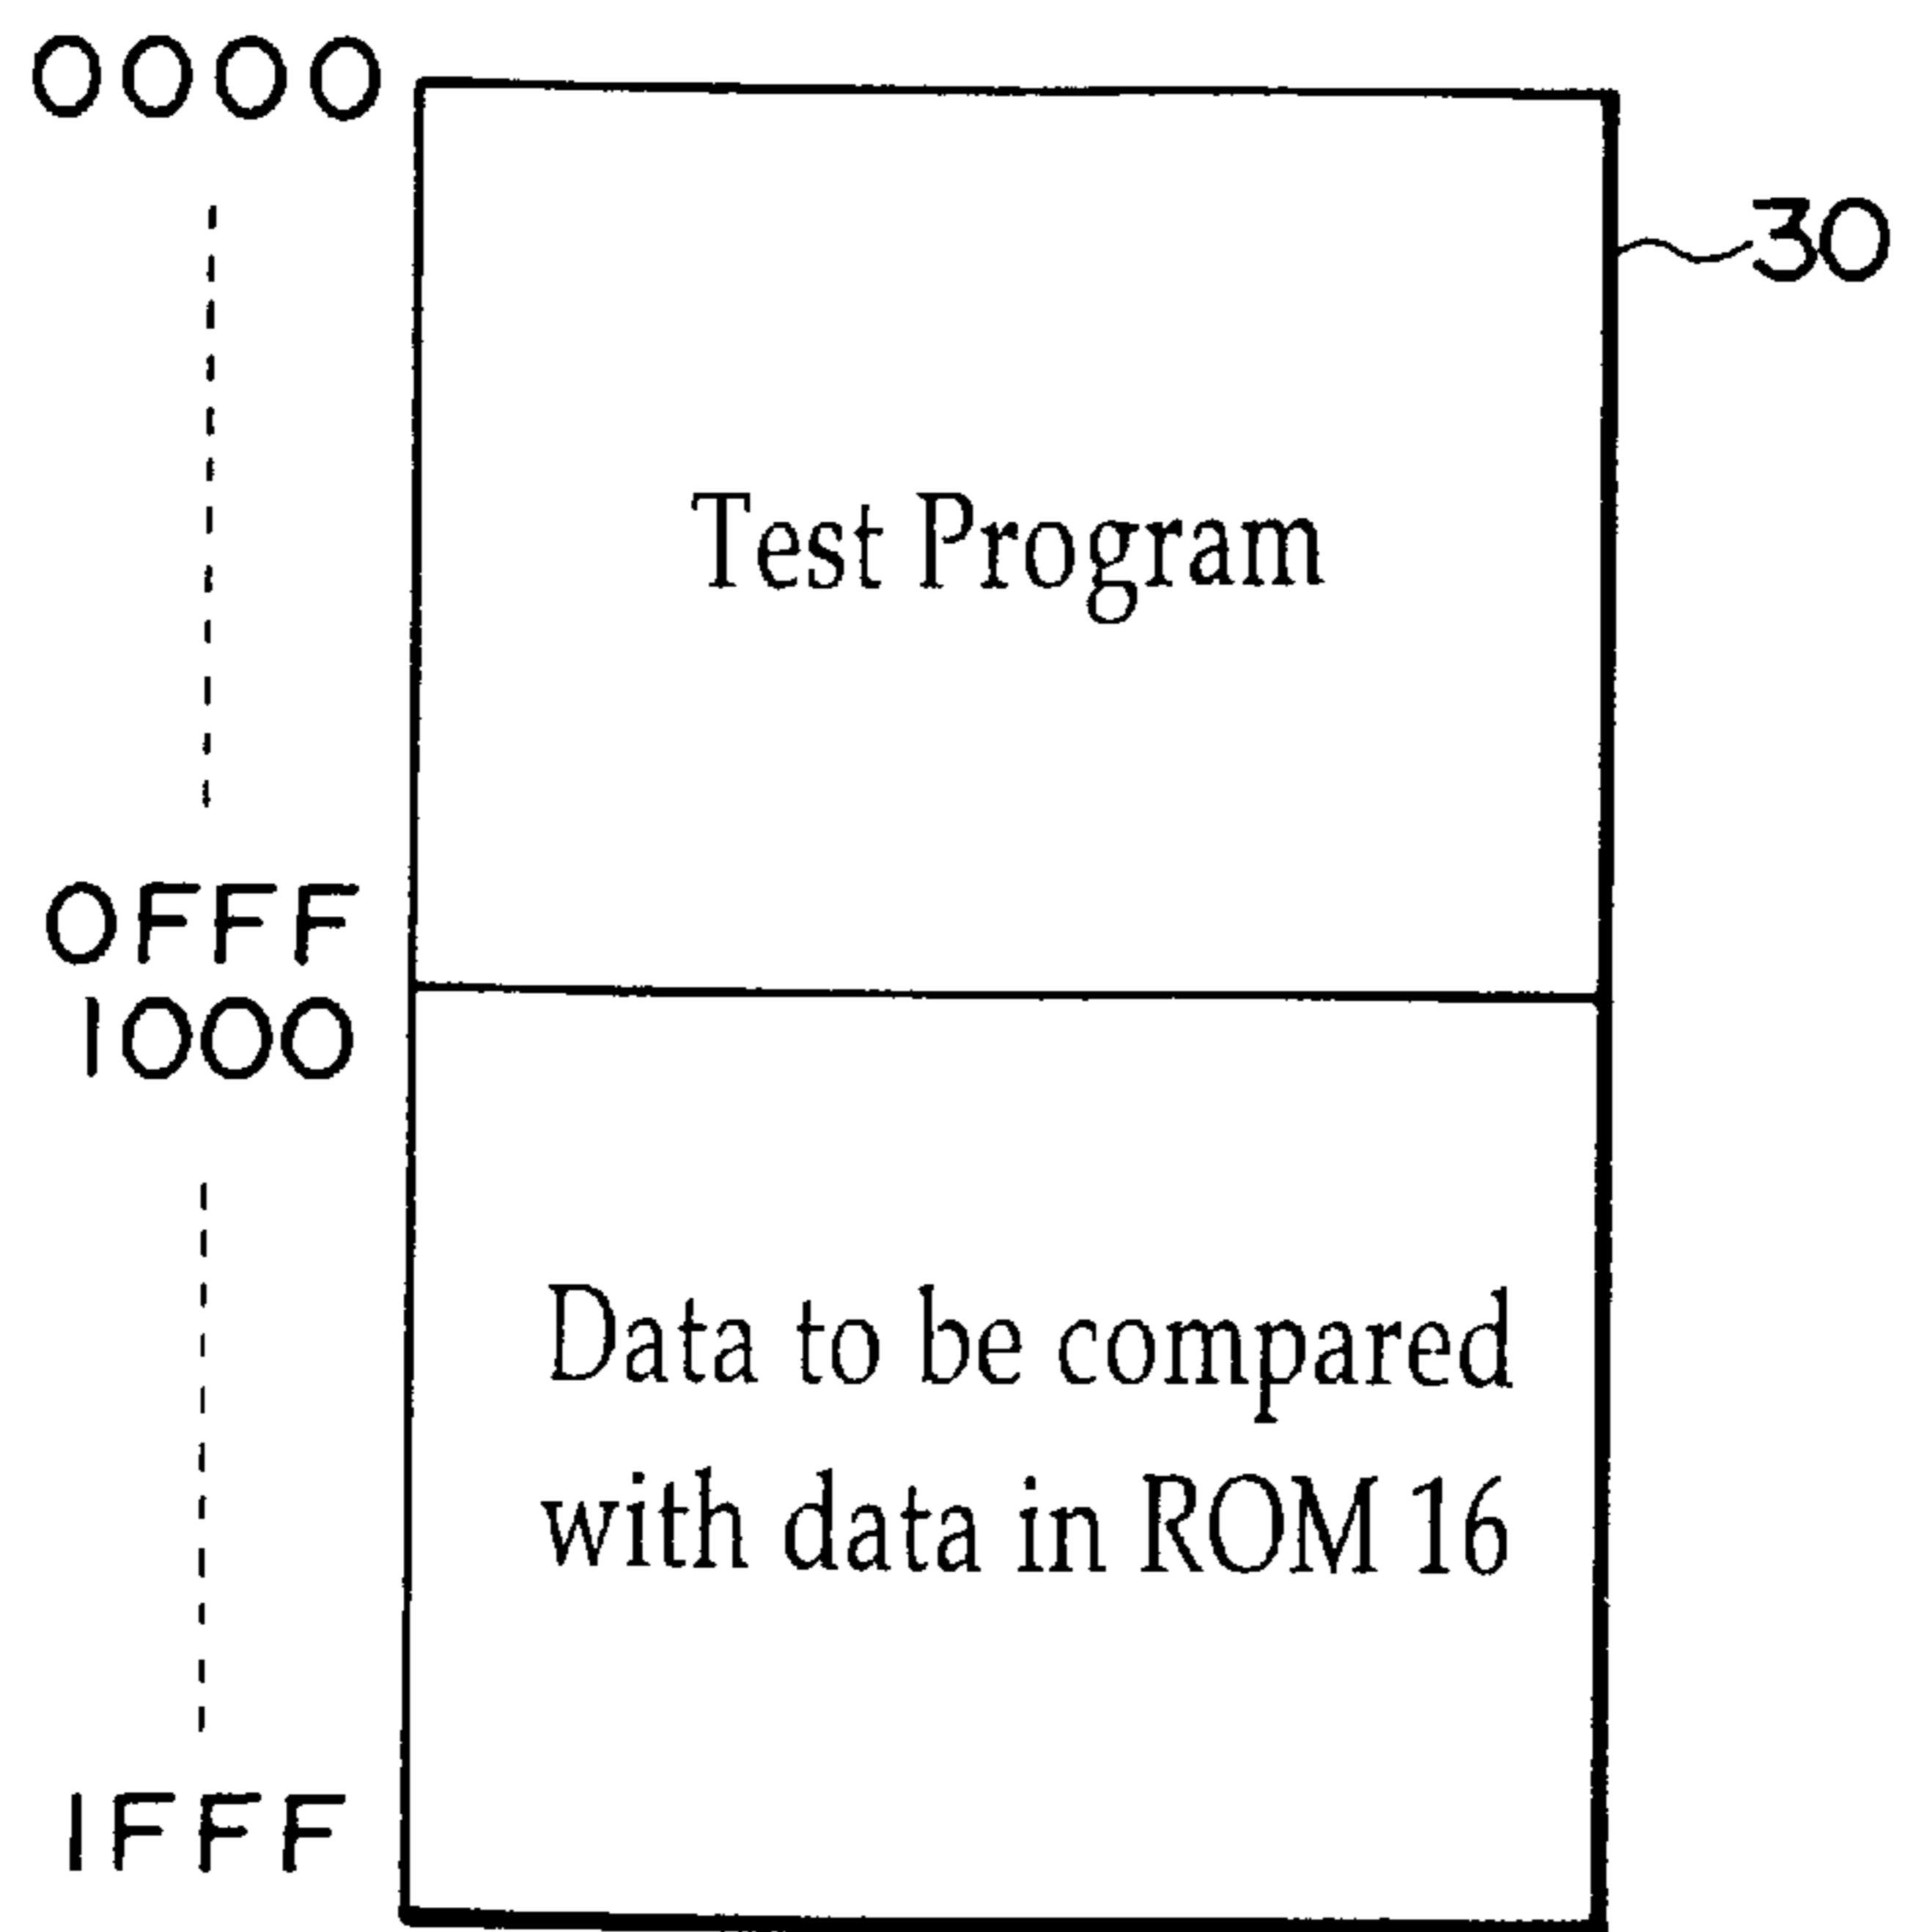 0000
30
Test Program
0FFF
1000
Data to be compared
with data in ROM 16
1FFF